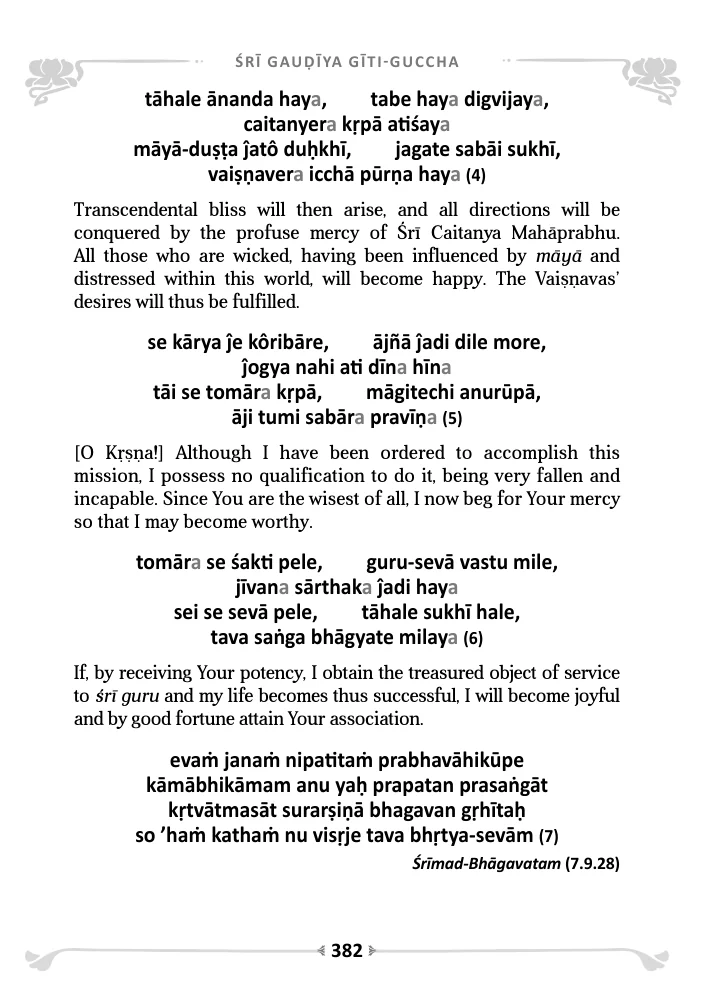 ŚRĪ GAUḌĪYA GĪTI-GUCCHA
tāhale ānanda haya, tabe haya digvijaya,
caitanyera kṛpā atiśaya
māyā-duṣṭa ĵatô duḥkhī, jagate sabāi sukhī,
vaiṣṇavera icchā pūrṇa haya (4)
Transcendental bliss will then arise, and all directions will be
conquered by the profuse mercy of Śrī Caitanya Mahāprabhu.
All those who are wicked, having been influenced by māyā and
distressed within this world, will become happy. The Vaiṣṇavas’
desires will thus be fulfilled.
se kārya ĵe kôribāre, ājñā ĵadi dile more,
ĵogya nahi ati dīna hīna
tāi se tomāra kṛpā, māgitechi anurūpā,
āji tumi sabāra pravīṇa (5)
[O Kṛṣṇa!] Although I have been ordered to accomplish this
mission, I possess no qualification to do it, being very fallen and
incapable. Since You are the wisest of all, I now beg for Your mercy
so that I may become worthy.
tomāra se śakti pele, guru-sevā vastu mile,
jīvana sārthaka ĵadi haya
sei se sevā pele, tāhale sukhī hale,
tava saṅga bhāgyate milaya (6)
If, by receiving Your potency, I obtain the treasured object of service
to śrī guru and my life becomes thus successful, I will become joyful
and by good fortune attain Your association.
evaṁ janaṁ nipatitaṁ prabhavāhikūpe
kāmābhikāmam anu yaḥ prapatan prasaṅgāt
kṛtvātmasāt surarṣiṇā bhagavan gṛhītaḥ
so ’haṁ kathaṁ nu visṛje tava bhṛtya-sevām (7)
Śrīmad-Bhāgavatam (7.9.28)
382